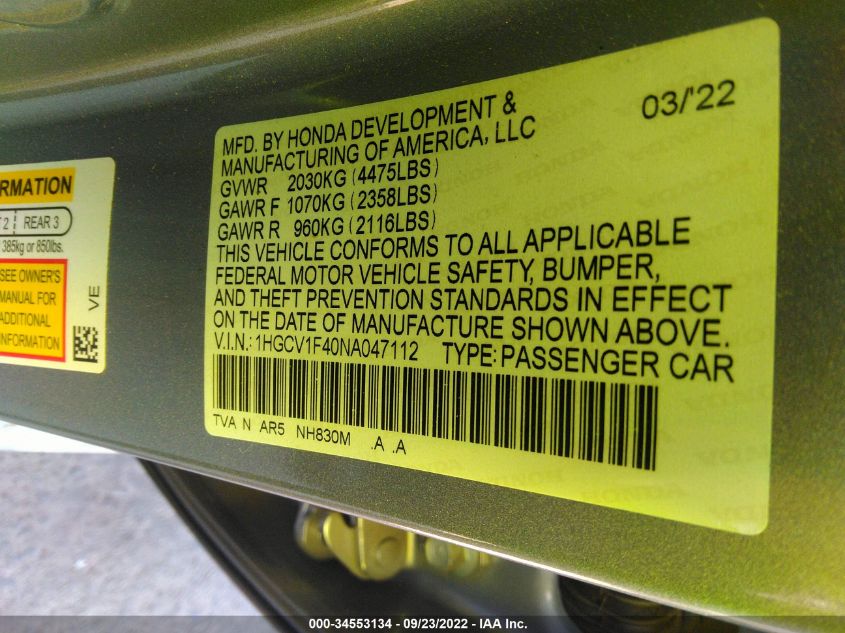 RMATION
2 REAR 3
385kg or 850lbs.
SEE OWNER'S
MANUAL FOR
ADDITIONAL
INFORMATION
VE
03/'22
MFD. BY HONDA DEVELOPMENT &
MANUFACTURING OF AMERICA, LLC
GVWR 2030KG (4475LBS)
GAWR F 1070KG (2358LBS)
GAWR R 960KG (2116LBS)
THIS VEHICLE CONFORMS TO ALL APPLICABLE
FEDERAL MOTOR VEHICLE SAFETY, BUMPER,
AND THEFT PREVENTION STANDARDS IN EFFECT
ON THE DATE OF MANUFACTURE SHOWN ABOVE.
V.I.N.: 1HGCV1F40NA047112 TYPE: PASSENGER CAR
TVA N AR5 NH830M .A .A
000-34553134 - 09/23/2022 - IAA Inc.